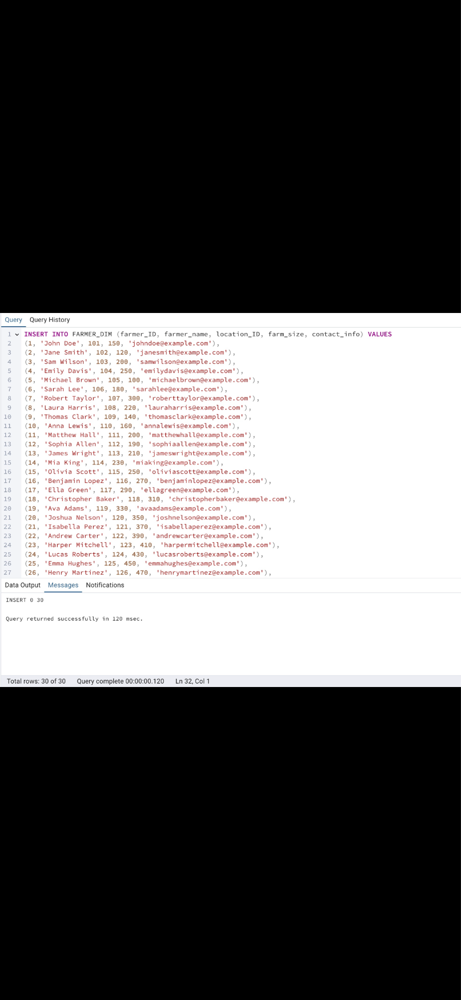 Query Query History
1 INSERT INTO FARMER_DIM (farmer_ID, farmer_name, location_ID, farm_size, contact_info) VALUES
2 (1, 'John Doe', 101, 150, 'johndoe@example.com'),
3 (2, 'Jane Smith', 102, 120, 'janesmith@example.com'),
4 (3, 'Sam Wilson', 103, 200, 'samwilson@example.com'),
5 (4, 'Emily Davis', 104, 250, 'emilydavis@example.com'),
6 (5, 'Michael Brown', 105, 100, 'michaelbrown@example.com'),
7 (6, 'Sarah Lee', 106, 180, 'sarahlee@example.com'),
8 (7, 'Robert Taylor', 107, 300, 'roberttaylor@example.com'),
9 (8, 'Laura Harris', 108, 220, 'lauraharris@example.com'),
10 (9, 'Thomas Clark', 109, 140, 'thomasclark@example.com'),
11 (10, 'Anna Lewis', 110, 160, 'annalewis@example.com'),
12 (11, 'Matthew Hall', 111, 200, 'matthewhall@example.com'),
13 (12, 'Sophia Allen', 112, 190, 'sophiaallen@example.com'),
14 (13, 'James Wright', 113, 210, 'jameswright@example.com'),
15 (14, 'Mia King', 114, 230, 'miaking@example.com'),
16 (15, 'Olivia Scott', 115, 250, 'oliviascott@example.com'),
17 (16, 'Benjamin Lopez', 116, 270, 'benjaminlopez@example.com'),
18 (17, 'Ella Green', 117, 290, 'ellagreen@example.com'),
19 (18, 'Christopher Baker', 118, 310, 'christopherbaker@example.com'),
20 (19, 'Ava Adams', 119, 330, 'avaadams@example.com'),
21 (20, 'Joshua Nelson', 120, 350, 'joshnelson@example.com'),
22 (21, 'Isabella Perez', 121, 370, 'isabellaperez@example.com'),
23 (22, 'Andrew Carter', 122, 390, 'andrewcarter@example.com'),
24 (23, 'Harper Mitchell', 123, 410, 'harpermitchell@example.com'),
25 (24, 'Lucas Roberts', 124, 430, 'lucasroberts@example.com'),
26 (25, 'Emma Hughes', 125, 450, 'emmahughes@example.com'),
27 (26, 'Henry Martinez', 126, 470, 'henrymartinez@example.com'),
Data Output Messages Notifications
INSERT 0 30
Query returned successfully in 120 msec.
Total rows: 30 of 30 Query complete 00:00:00.120 Ln 32, Col 1